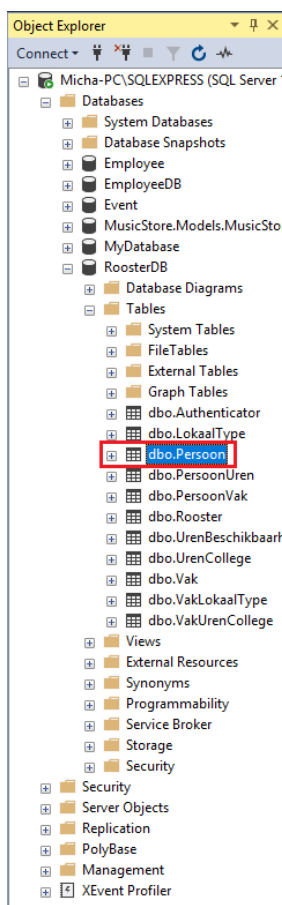 Object Explorer
Connect
Micha-PC\SQLEXPRESS (SQL Server
Databases
System Databases
Database Snapshots
Employee
EmployeeDB
Event
MusicStore.Models.MusicSto
MyDatabase
RoosterDB
Database Diagrams
Tables
System Tables
FileTables
External Tables
Graph Tables
dbo.Authenticator
dbo.LokaalType
dbo.Persoon
dbo.PersoonUren
dbo.PersoonVak
dbo.Rooster
dbo.UrenBeschikbaarh
dbo.UrenCollege
dbo.Vak
dbo.VakLokaalType
dbo.VakUrenCollege
Views
External Resources
Synonyms
Programmability
Service Broker
Storage
Security
Security
Server Objects
Replication
PolyBase
Management
XEvent Profiler